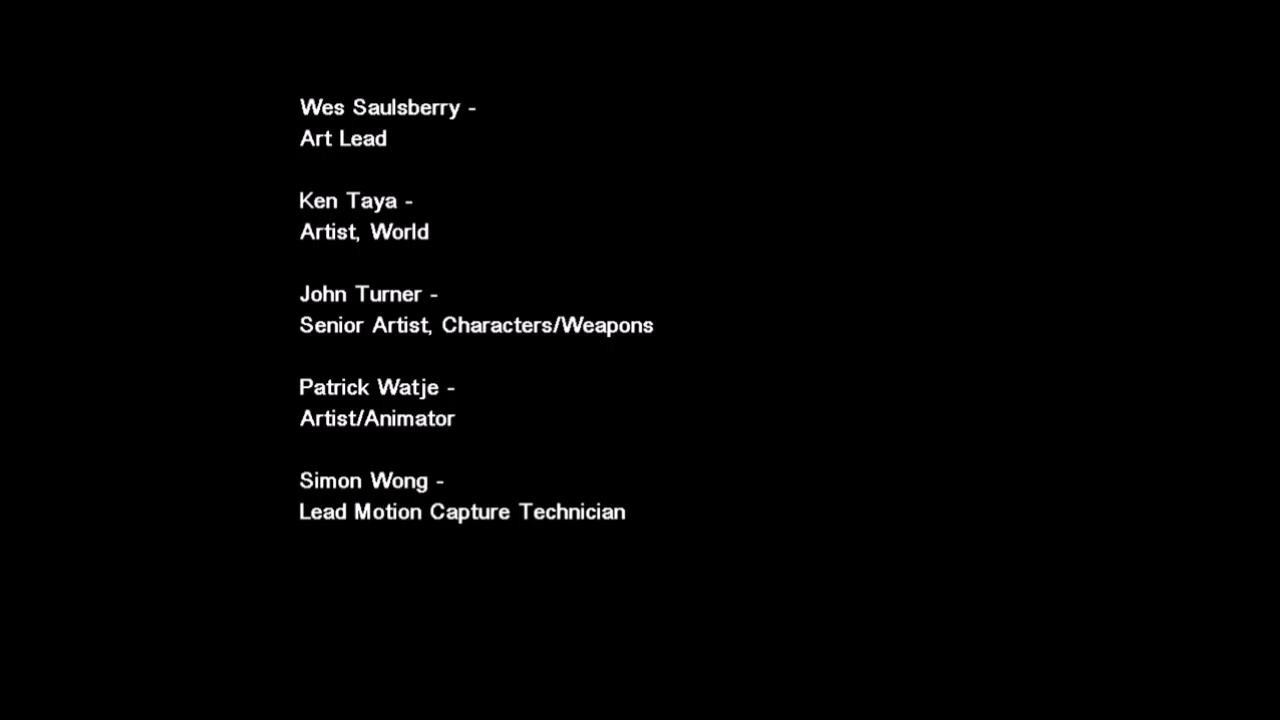 Wes Saulsberry -
Art Lead
Ken Taya -
Artist, World
John Turner -
Senior Artist, Characters/Weapons
Patrick Watje -
Artist/Animator
Simon Wong -
Lead Motion Capture Technician